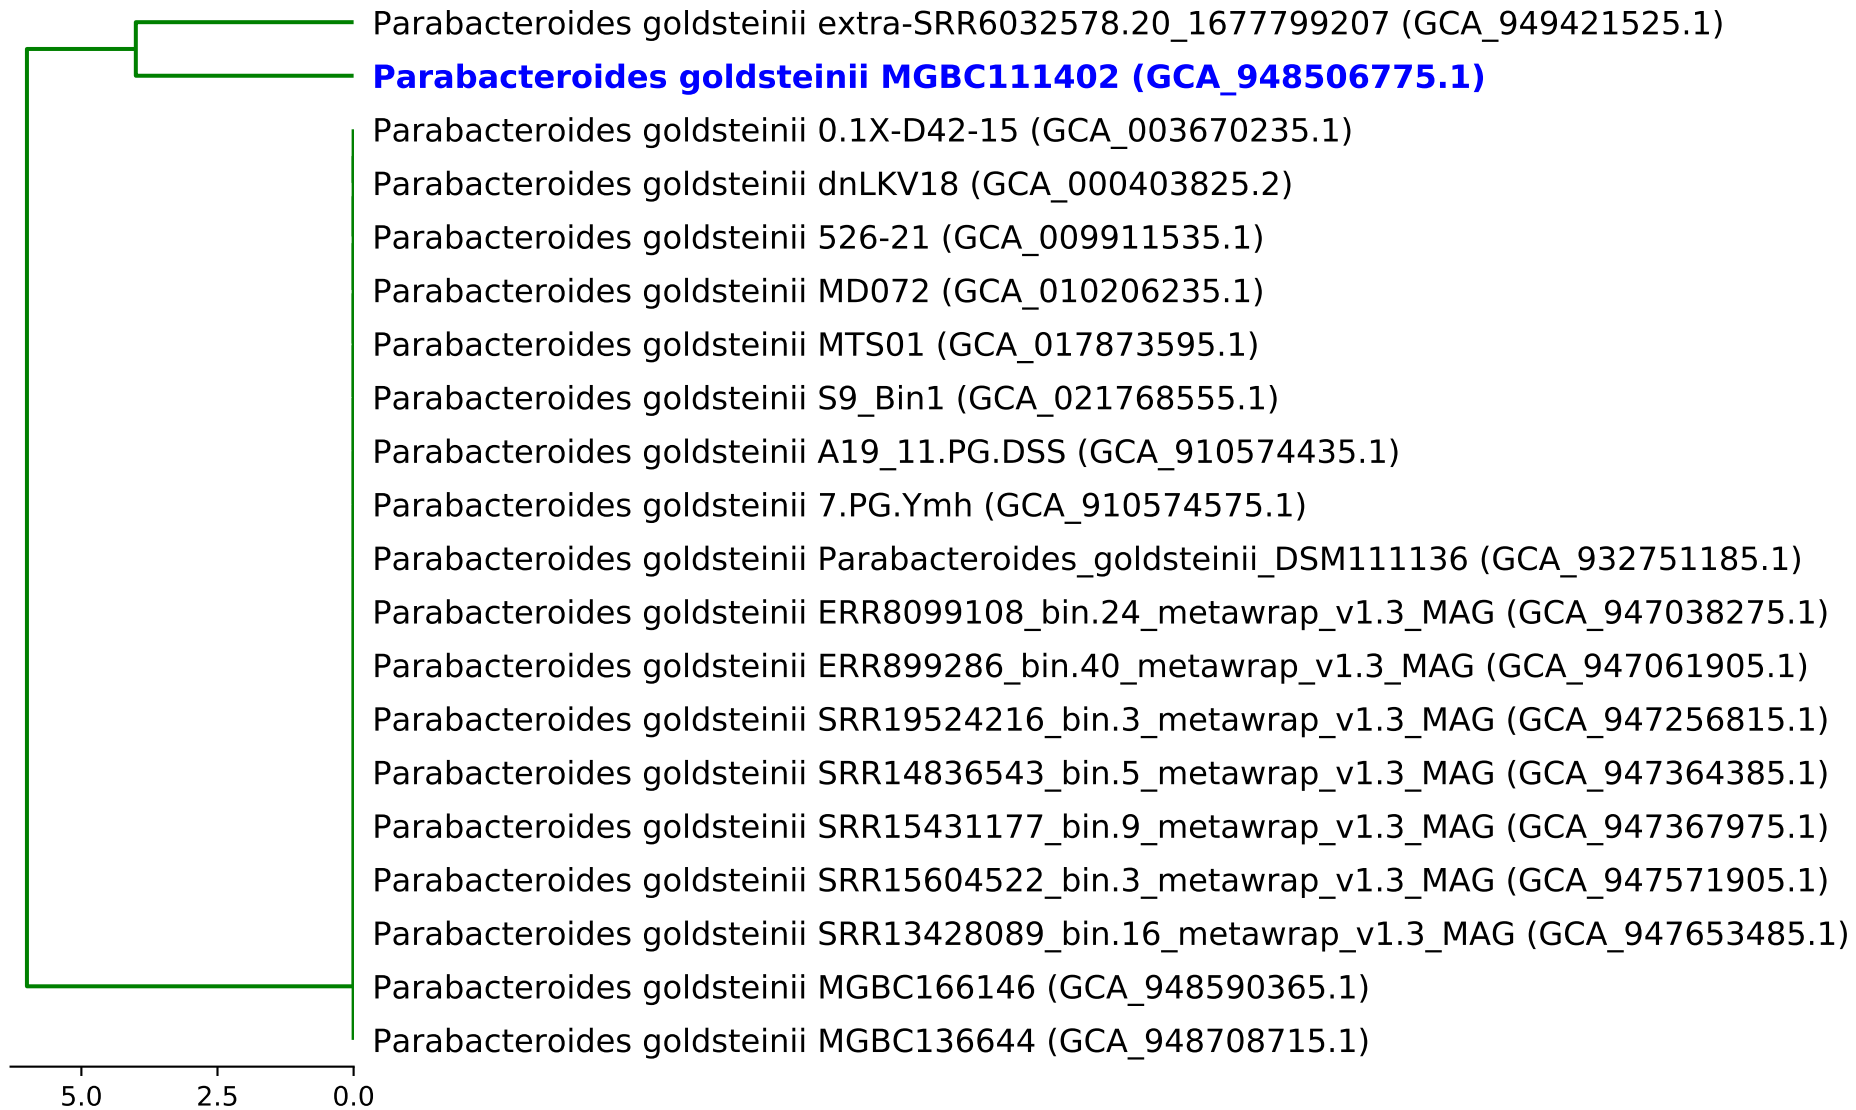 Parabacteroides goldsteinii extra-SRR6032578.20_1677799207 (GCA_949421525.1)
Parabacteroides goldsteinii MGBC111402 (GCA_948506775.1)
Parabacteroides goldsteinii 0.1X-D42-15 (GCA_003670235.1)
Parabacteroides goldsteinii dnLKV18 (GCA_000403825.2)
Parabacteroides goldsteinii 526-21 (GCA_009911535.1)
Parabacteroides goldsteinii MD072 (GCA_010206235.1)
Parabacteroides goldsteinii MTS01 (GCA_017873595.1)
Parabacteroides goldsteinii S9_Bin1 (GCA_021768555.1)
Parabacteroides goldsteinii A19_11.PG.DSS (GCA_910574435.1)
Parabacteroides goldsteinii 7.PG.Ymh (GCA_910574575.1)
Parabacteroides goldsteinii Parabacteroides_goldsteinii_DSM111136 (GCA_932751185.1)
Parabacteroides goldsteinii ERR8099108_bin.24_metawrap_v1.3_MAG (GCA_947038275.1)
Parabacteroides goldsteinii ERR899286_bin.40_metawrap_v1.3_MAG (GCA_947061905.1)
Parabacteroides goldsteinii SRR19524216_bin.3_metawrap_v1.3_MAG (GCA_947256815.1)
Parabacteroides goldsteinii SRR14836543_bin.5_metawrap_v1.3_MAG (GCA_947364385.1)
Parabacteroides goldsteinii SRR15431177_bin.9_metawrap_v1.3_MAG (GCA_947367975.1)
Parabacteroides goldsteinii SRR15604522_bin.3_metawrap_v1.3_MAG (GCA_947571905.1)
Parabacteroides goldsteinii SRR13428089_bin.16_metawrap_v1.3_MAG (GCA_947653485.1)
Parabacteroides goldsteinii MGBC166146 (GCA_948590365.1)
Parabacteroides goldsteinii MGBC136644 (GCA_948708715.1)
5.0 2.5 0.0